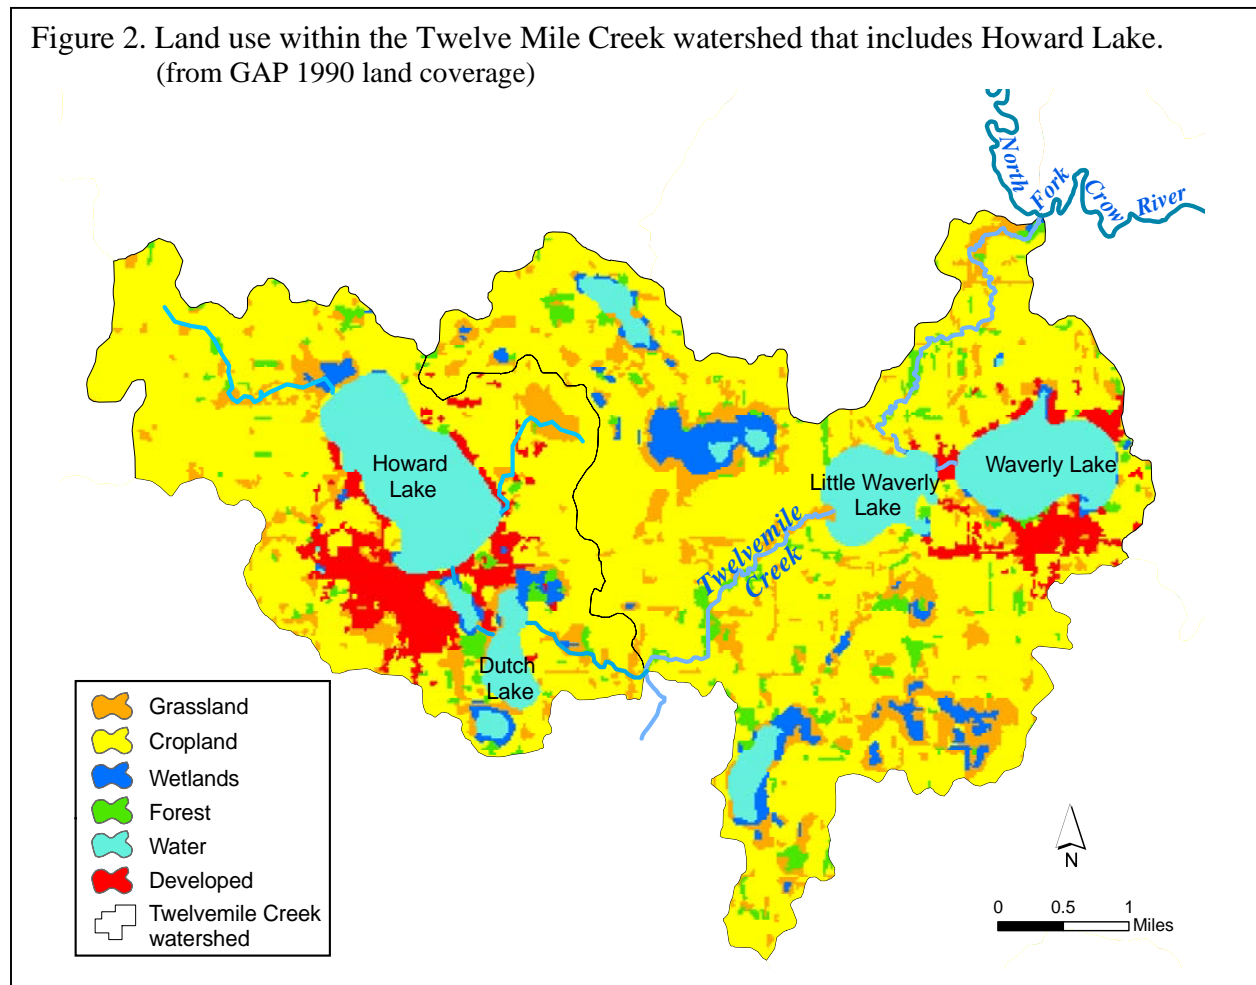 Figure 2. Land use within the Twelve Mile Creek watershed that includes Howard Lake.
(from GAP 1990 land coverage)
North Fork Crow River
Howard
Lake
Waverly Lake
Little Waverly
Lake
Twelvemile
Creek
Dutch
Lake
Grassland
Cropland
Wetlands
Forest
Water
Developed
Twelvemile Creek
watershed
N
0 0.5 1
Miles